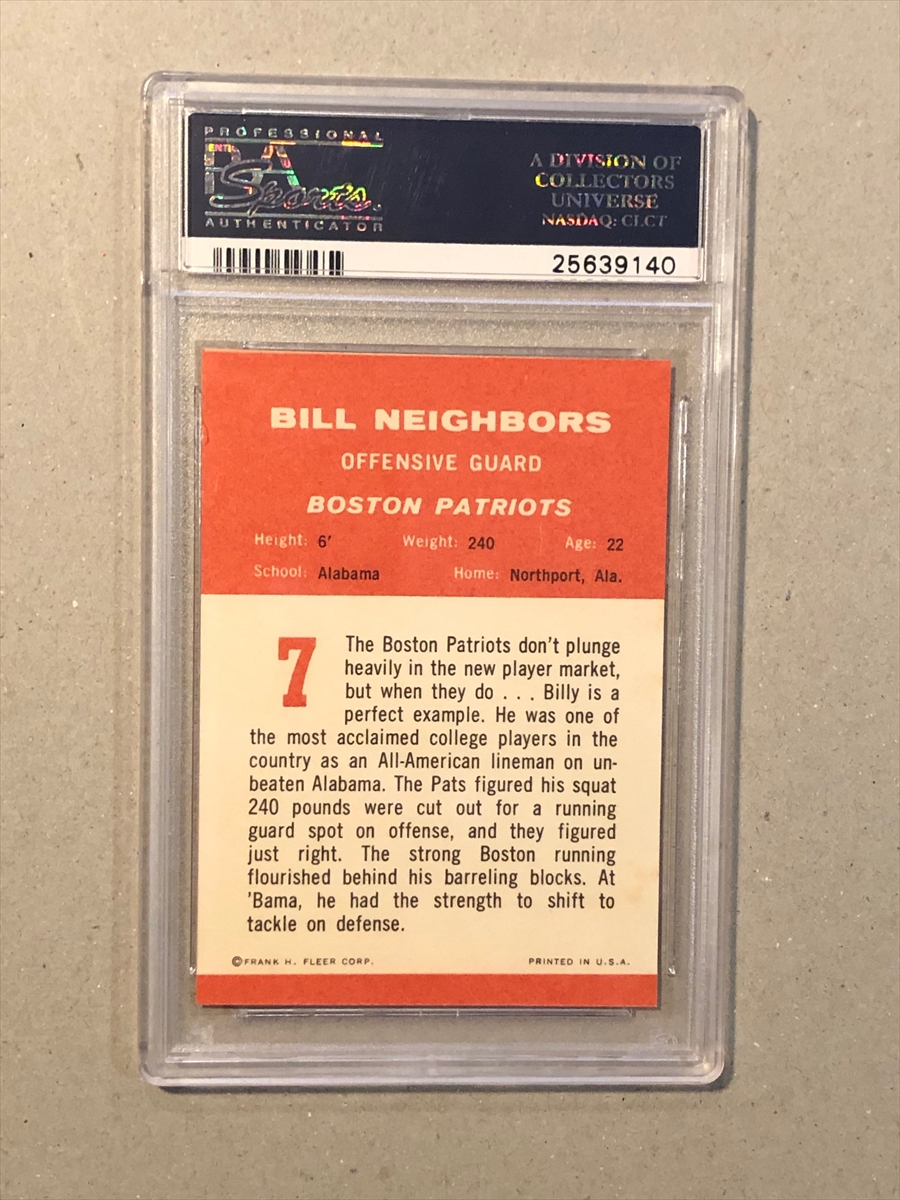 PROFESSIONAL
PSA
Sports
AUTHENTICATOR
A DIVISION OF
COLLECTORS
UNIVERSE
NASDAQ: CLCT
25639140
BILL NEIGHBORS
OFFENSIVE GUARD
BOSTON PATRIOTS
Height: 6' Weight: 240 Age: 22
School: Alabama Home: Northport, Ala.
7
The Boston Patriots don't plunge
heavily in the new player market,
but when they do . . . Billy is a
perfect example. He was one of
the most acclaimed college players in the
country as an All-American lineman on un-
beaten Alabama. The Pats figured his squat
240 pounds were cut out for a running
guard spot on offense, and they figured
just right. The strong Boston running
flourished behind his barreling blocks. At
'Bama, he had the strength to shift to
tackle on defense.
©FRANK H. FLEER CORP. PRINTED IN U.S.A.